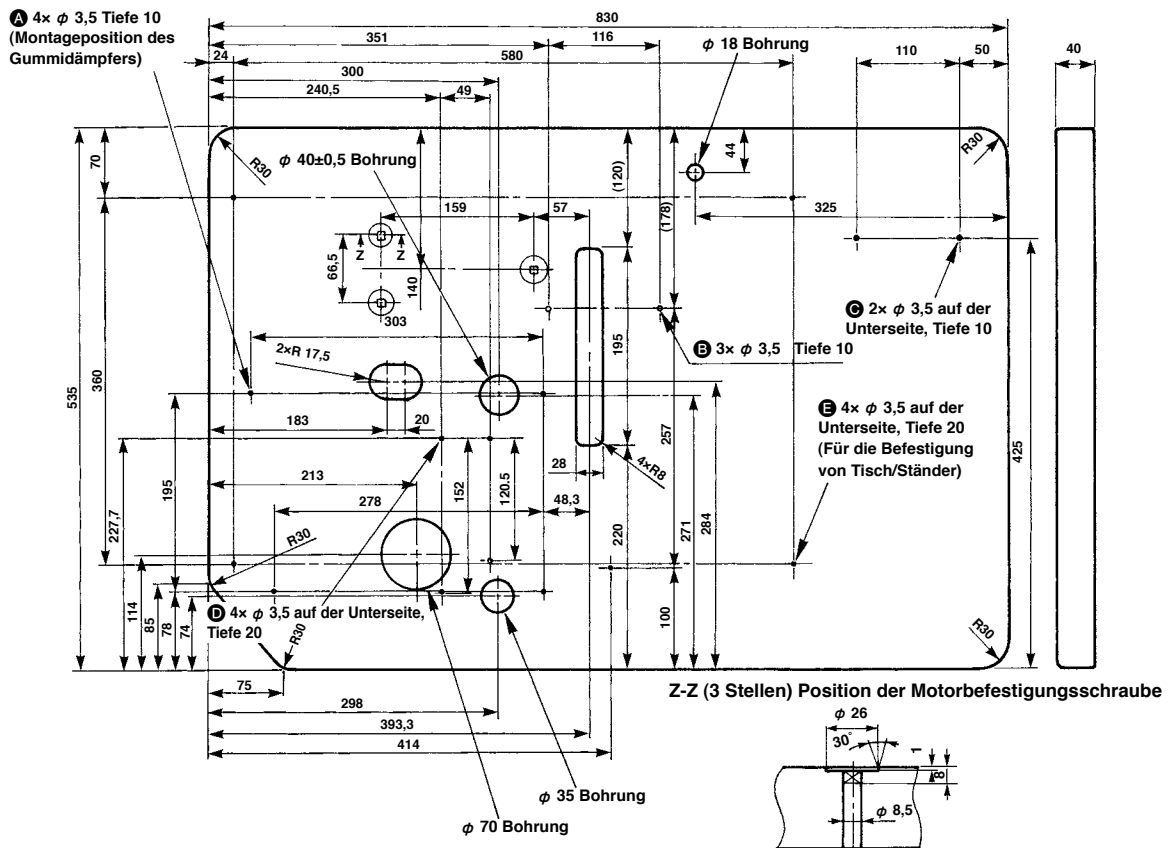 A 4× φ 3,5 Tiefe 10
(Montageposition des
Gummidämpfers)
830
351
116
24
580
300
240,5
49
φ 18 Bohrung
110
50
40
70
R30
φ 40±0,5 Bohrung
(120)
44
R30
159
57
(178)
325
Z
Z
66,5
140
303
C 2× φ 3,5 auf der
Unterseite, Tiefe 10
2×R 17,5
195
B 3× φ 3,5 Tiefe 10
535
360
E 4× φ 3,5 auf der
Unterseite, Tiefe 20
(Für die Befestigung
von Tisch/Ständer)
183
20
257
425
28
4×R8
213
152
120.5
227,7
195
278
48,3
220
271
284
R30
114
85
78
74
D 4× φ 3,5 auf der Unterseite,
Tiefe 20
R30
100
R30
75
Z-Z (3 Stellen) Position der Motorbefestigungsschraube
298
393,3
414
φ 26
30°
1
8
φ 35 Bohrung
φ 8,5
φ 70 Bohrung